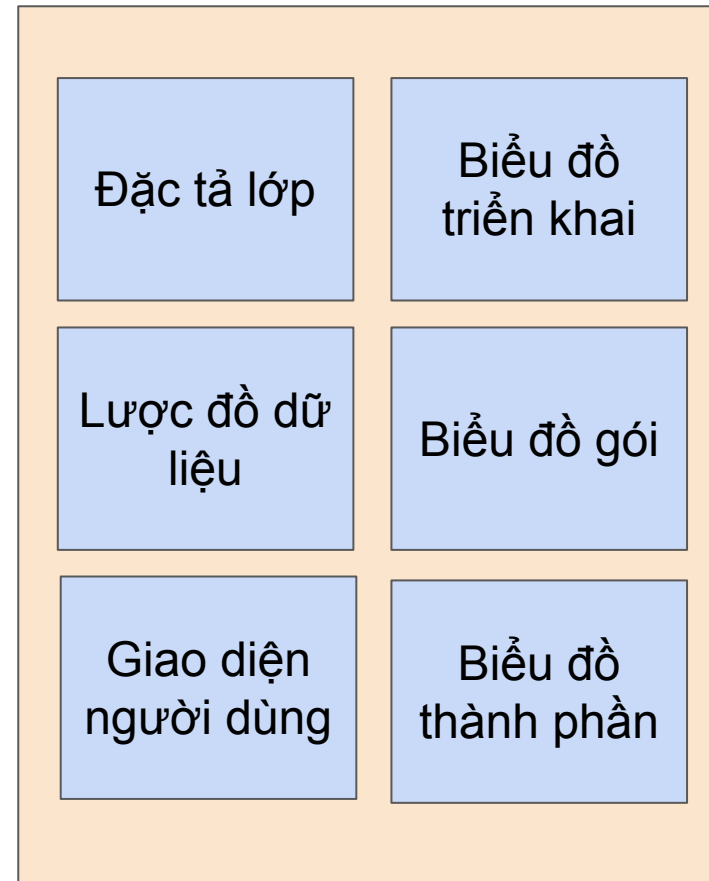 Đặc tả lớp
Biểu đồ
triển khai
Lược đồ dữ
liệu
Biểu đồ gói
Giao diện
người dùng
Biểu đồ
thành phần